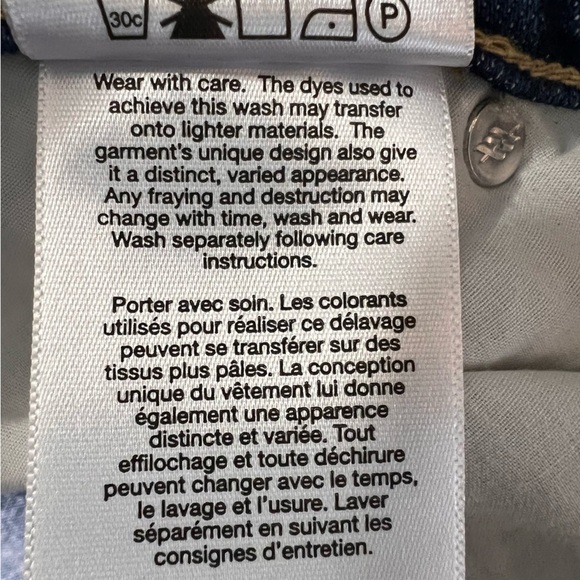 30c
P
Wear with care. The dyes used to
achieve this wash may transfer
onto lighter materials. The
garment's unique design also give
it a distinct, varied appearance.
Any fraying and destruction may
change with time, wash and wear.
Wash separately following care
instructions.
Porter avec soin. Les colorants
utilisés pour réaliser ce délavage
peuvent se transférer sur des
tissus plus pâles. La conception
unique du vêtement lui donne
également une apparence
distincte et variée. Tout
effilochage et toute déchirure
peuvent changer avec le temps,
le lavage et l'usure. Laver
séparément en suivant les
consignes d'entretien.